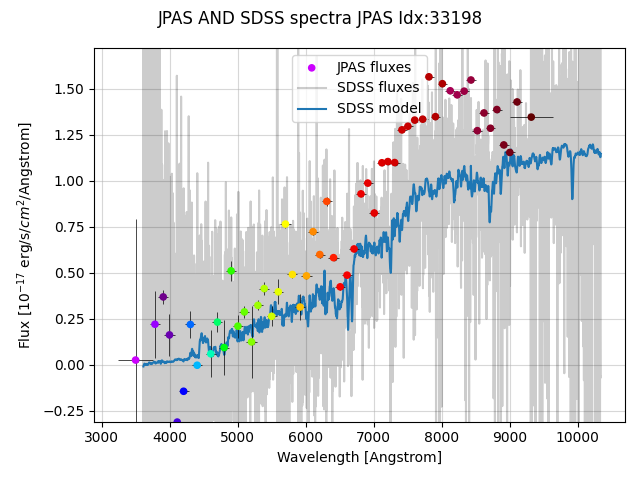 JPAS AND SDSS spectra JPAS Idx:33198
JPAS fluxes
SDSS fluxes
SDSS model
1.50
1.25
1.00
0.75
0.50
0.25
0.00
−0.25
Flux [10⁻¹⁷ erg/s/cm²/Angstrom]
3000 4000 5000 6000 7000 8000 9000 10000
Wavelength [Angstrom]